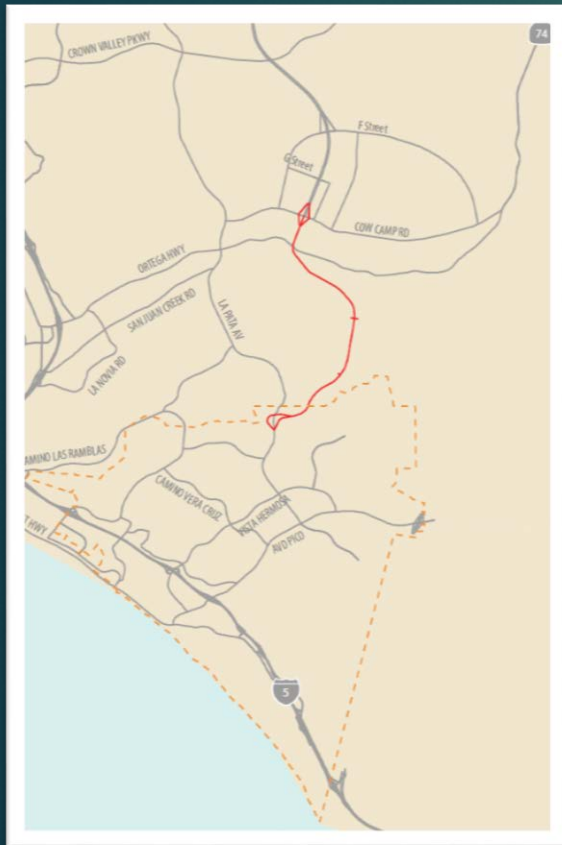 74
CROWN VALLEY PKWY
F Street
G Street
COW CAMP RD
ORTEGA HWY
SAN JUAN CREEK RD
LA PATA AV
LA NOVIA RD
AMINO LAS RAMBLAS
CAMINO VERA CRUZ
VISTA HERMOSA
AVD PICO
T HWY
5